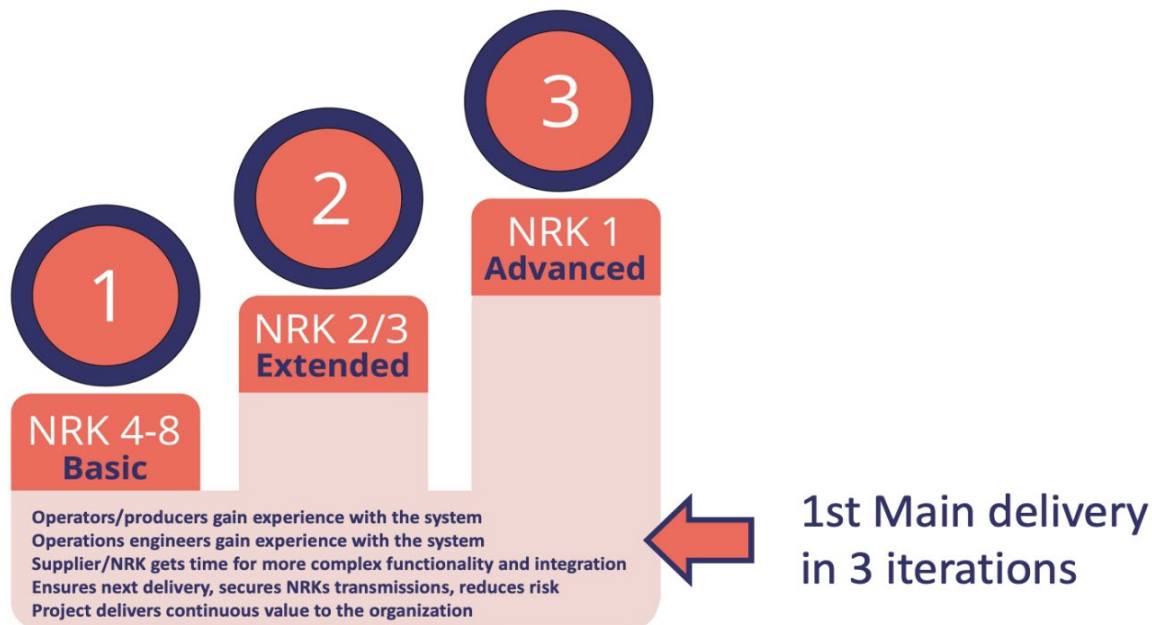 1
NRK 4-8
Basic
2
NRK 2/3
Extended
3
NRK 1
Advanced
Operators/producers gain experience with the system
Operations engineers gain experience with the system
Supplier/NRK gets time for more complex functionality and integration
Ensures next delivery, secures NRKs transmissions, reduces risk
Project delivers continuous value to the organization
1st Main delivery
in 3 iterations